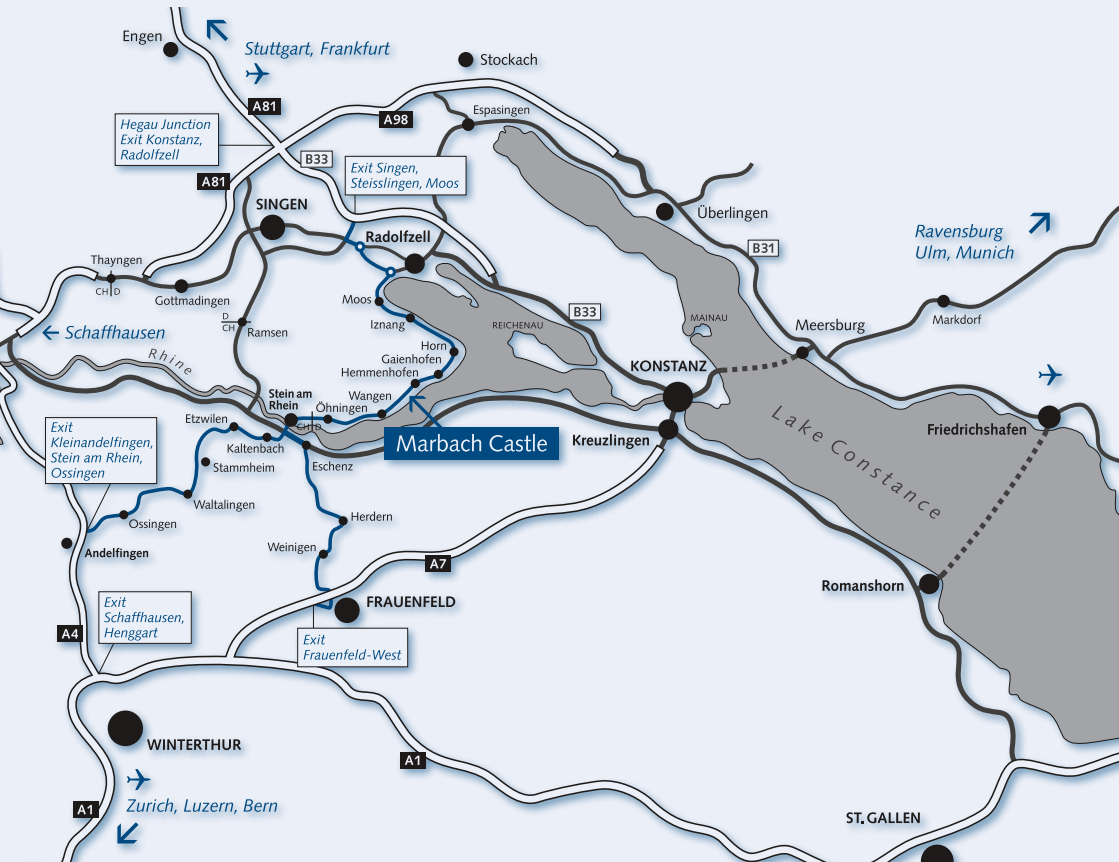 Engen
Stuttgart, Frankfurt
Stockach
A81
Espasingen
A98
Hegau Junction
Exit Konstanz,
Radolfzell
B33
Exit Singen,
Steisslingen, Moos
A81
SINGEN
Überlingen
Radolfzell
B31
Ravensburg
Ulm, Munich
Thayngen
CH D
Gottmadingen
Moos
Iznang
D
CH
Ramsen
REICHENAU
B33
MAINAU
Meersburg
Markdorf
Schaffhausen
Rhine
Horn
Gaienhofen
Hemmenhofen
KONSTANZ
Wangen
Stein am
Rhein
Öhningen
CH D
Etzwilen
Kaltenbach
Marbach Castle
Kreuzlingen
Lake Constance
Friedrichshafen
Exit
Kleinandelfingen,
Stein am Rhein,
Ossingen
Stammheim
Eschenz
Waltalingen
Ossingen
Herdern
Andelfingen
Weinigen
A7
Romanshorn
FRAUENFELD
Exit
Schaffhausen,
Henggart
A4
Exit
Frauenfeld-West
WINTERTHUR
A1
Zurich, Luzern, Bern
A1
ST. GALLEN